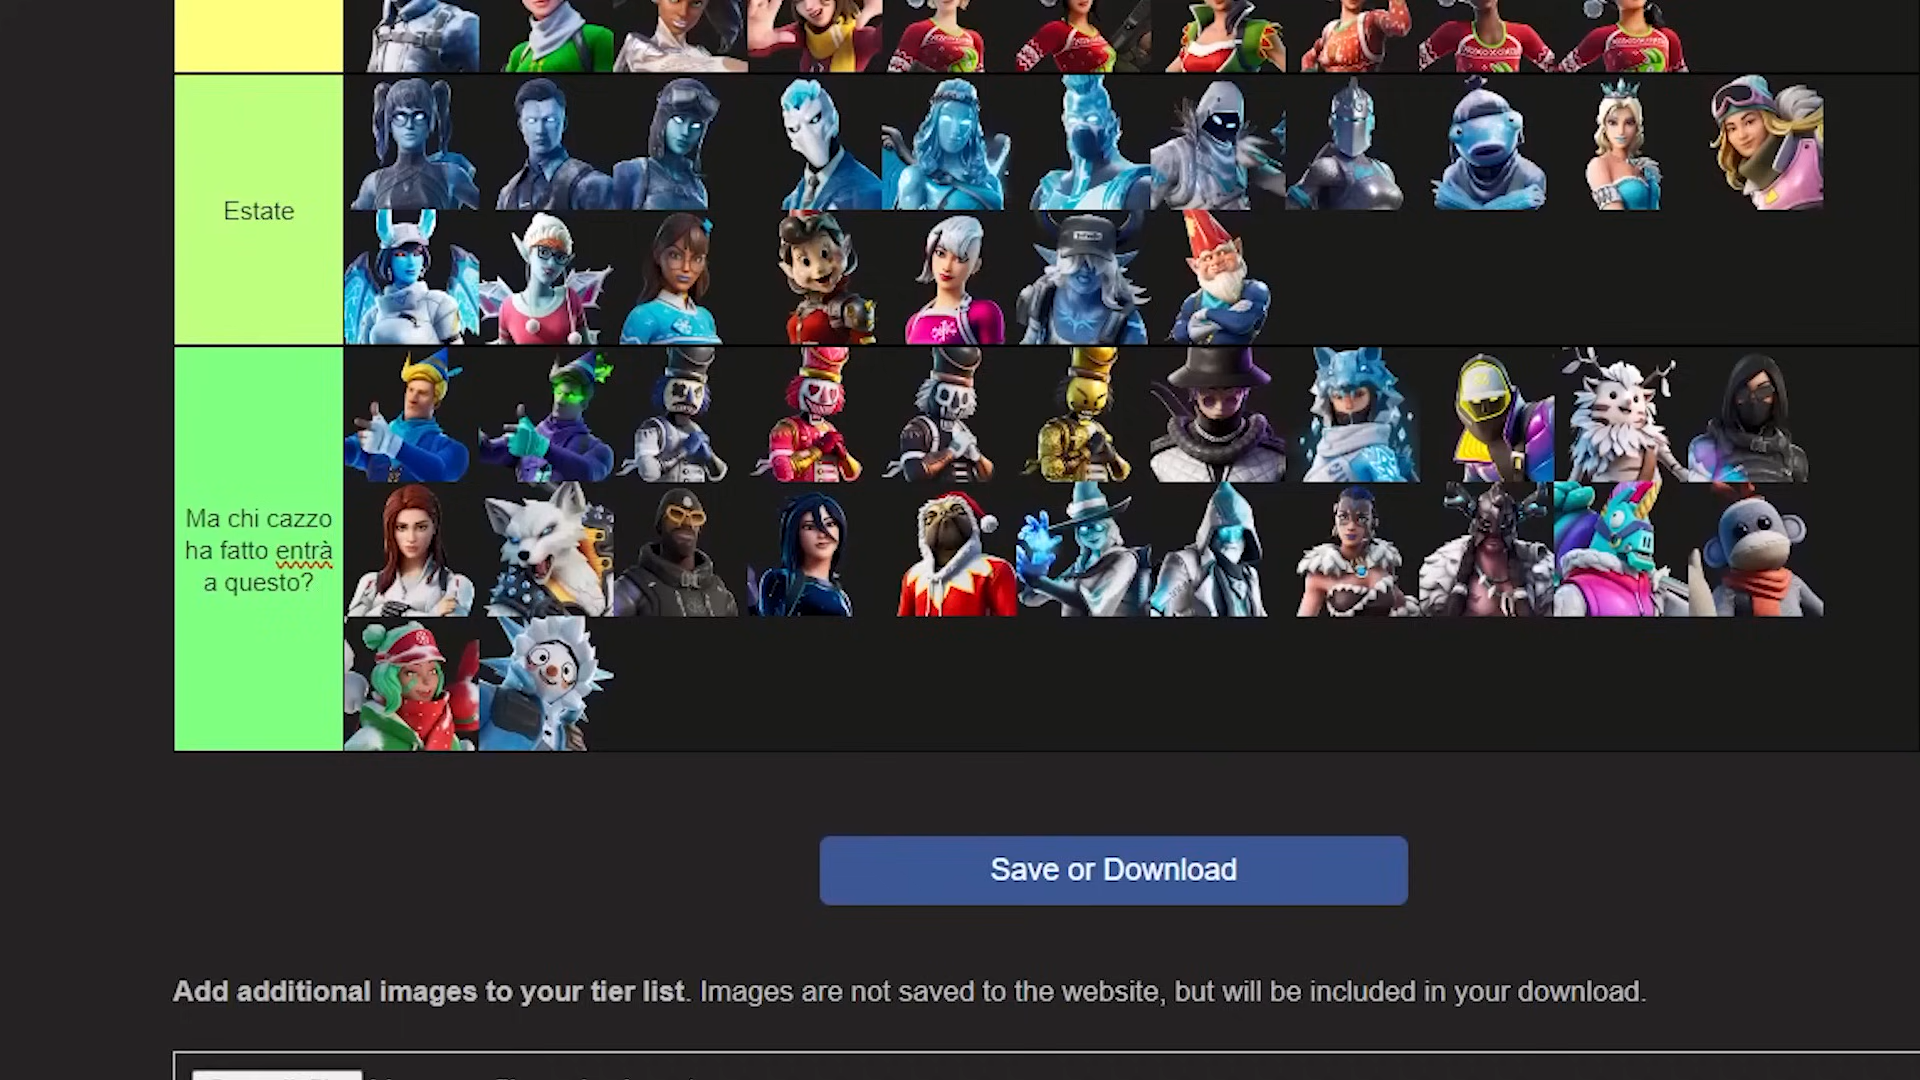 Estate
Ma chi cazzo
ha fatto entrà
a questo?
Save or Download
Add additional images to your tier list. Images are not saved to the website, but will be included in your download.